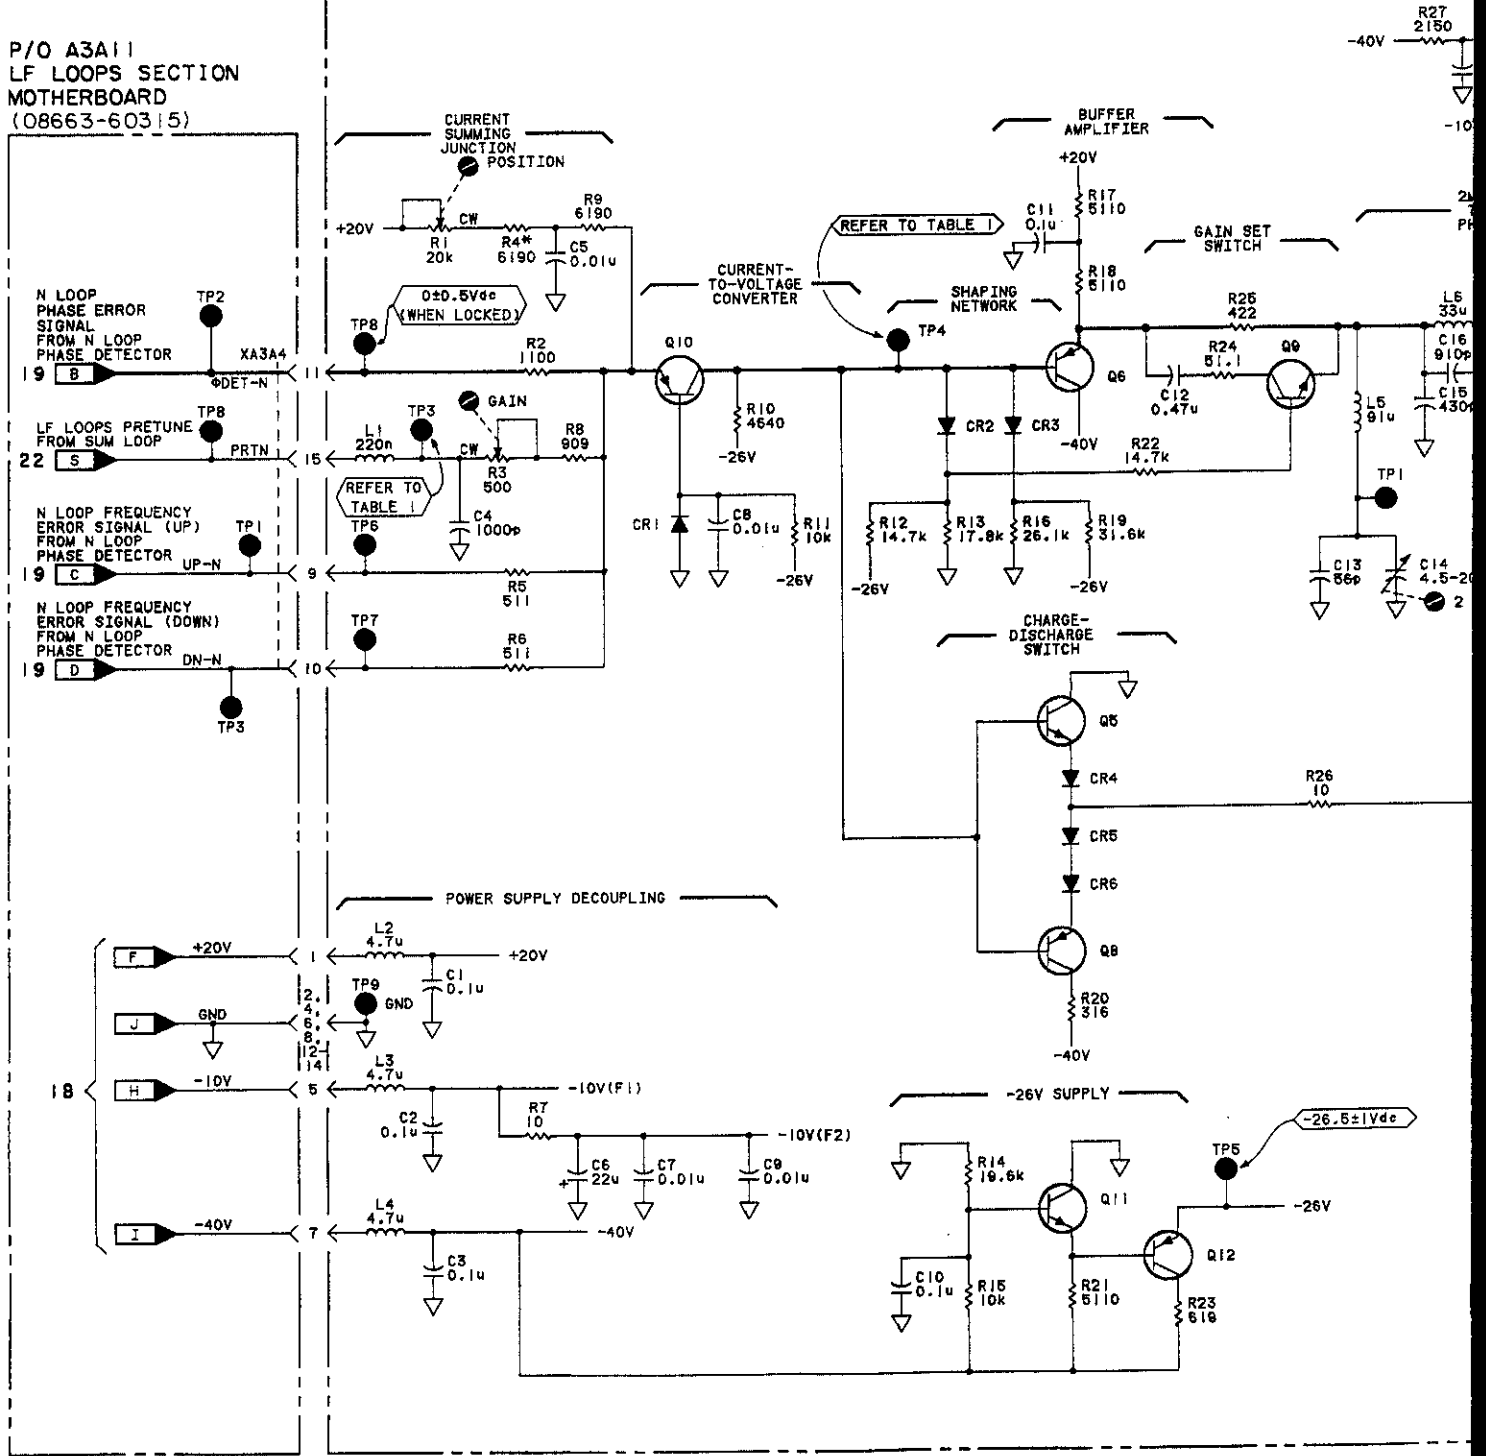 P/O A3A11
LF LOOPS SECTION
MOTHERBOARD
(08663-60315)
R27
2150
-40V
-10
CURRENT
SUMMING
JUNCTION
POSITION
+20V
R1
20k
CW
R4*
6190
C5
0.01u
R9
6190
BUFFER
AMPLIFIER
+20V
R17
5110
C11
0.1u
R18
5110
REFER TO TABLE 1
GAIN SET
SWITCH
CURRENT-
TO-VOLTAGE
CONVERTER
SHAPING
NETWORK
TP4
N LOOP
PHASE ERROR
SIGNAL
FROM N LOOP
PHASE DETECTOR
19 B
TP2
XA3A4
ΦDET-N
11
TP8
0±0.5Vdc
(WHEN LOCKED)
R2
1100
Q10
R10
4640
-26V
Q6
-40V
R25
422
R24
51.1
C12
0.47u
Q9
L6
33u
C16
910p
C15
430p
L5
91u
TP1
C13
56p
C14
4.5-20
2
LF LOOPS PRETUNE
FROM SUM LOOP
22 S
TP8
PRTN
15
L1
220n
TP3
GAIN
CW
R3
500
R8
909
REFER TO
TABLE 1
C4
1000p
CR2
CR3
R22
14.7k
CR1
C8
0.01u
R11
10k
-26V
R12
14.7k
-26V
R13
17.8k
R16
26.1k
R19
31.6k
-26V
N LOOP FREQUENCY
ERROR SIGNAL (UP)
FROM N LOOP
PHASE DETECTOR
19 C
UP-N
TP1
9
TP6
R5
511
N LOOP FREQUENCY
ERROR SIGNAL (DOWN)
FROM N LOOP
PHASE DETECTOR
19 D
DN-N
TP3
10
TP7
R6
511
CHARGE-
DISCHARGE
SWITCH
Q5
CR4
CR5
CR6
Q8
R20
316
-40V
R26
10
POWER SUPPLY DECOUPLING
18
F
+20V
1
L2
4.7u
+20V
C1
0.1u
J
GND
2,
4,
6,
8,
12-
14
TP9
GND
H
-10V
5
L3
4.7u
-10V(F1)
C2
0.1u
R7
10
-10V(F2)
+
C6
22u
C7
0.01u
C9
0.01u
I
-40V
7
L4
4.7u
-40V
C3
0.1u
-26V SUPPLY
-26.5±1Vdc
TP5
R14
19.6k
Q11
-26V
Q12
C10
0.1u
R15
10k
R21
5110
R23
619